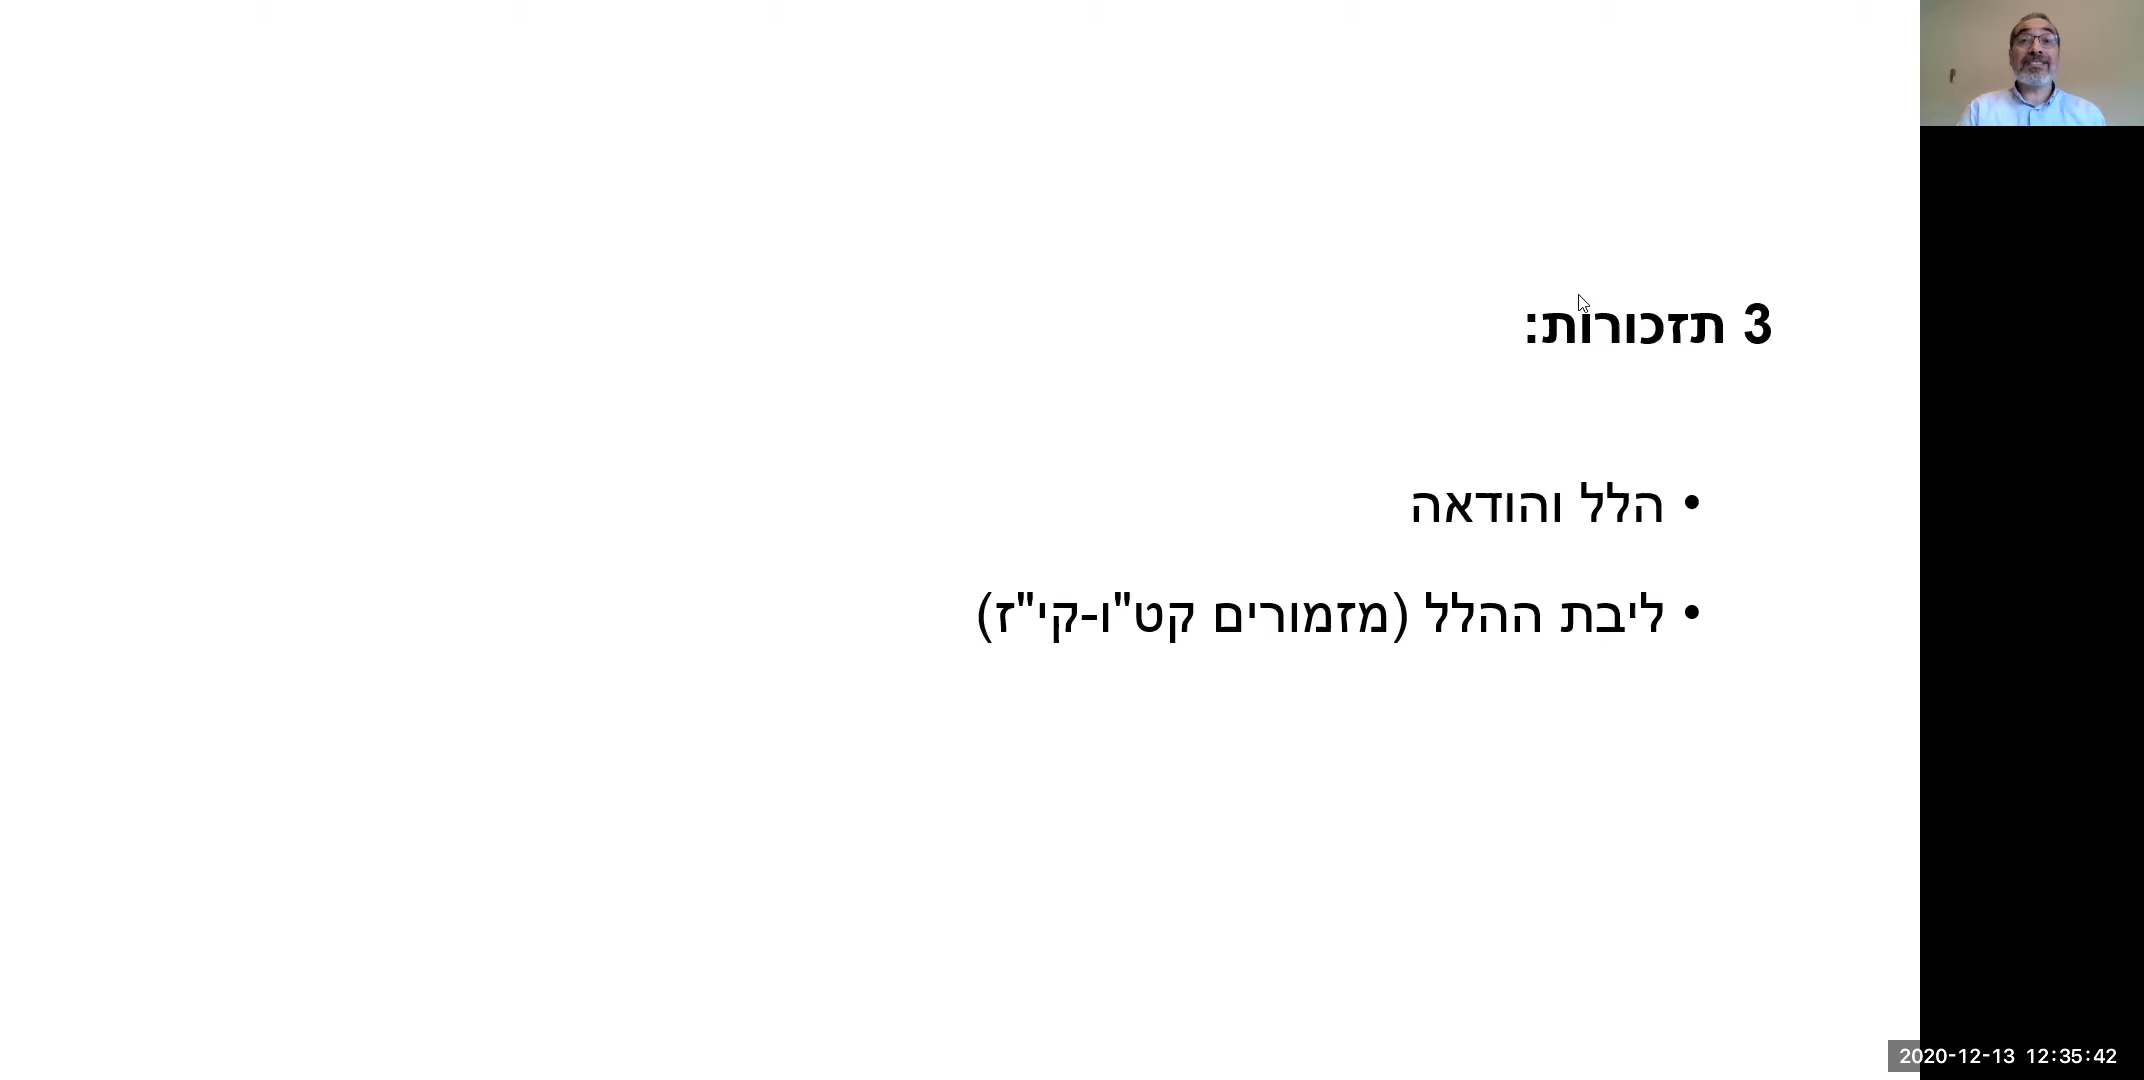 3 תזכורות:
• הלל והודאה
• ליבת ההלל (מזמורים קט"ו-קי"ז)
2020-12-13 12:35:42